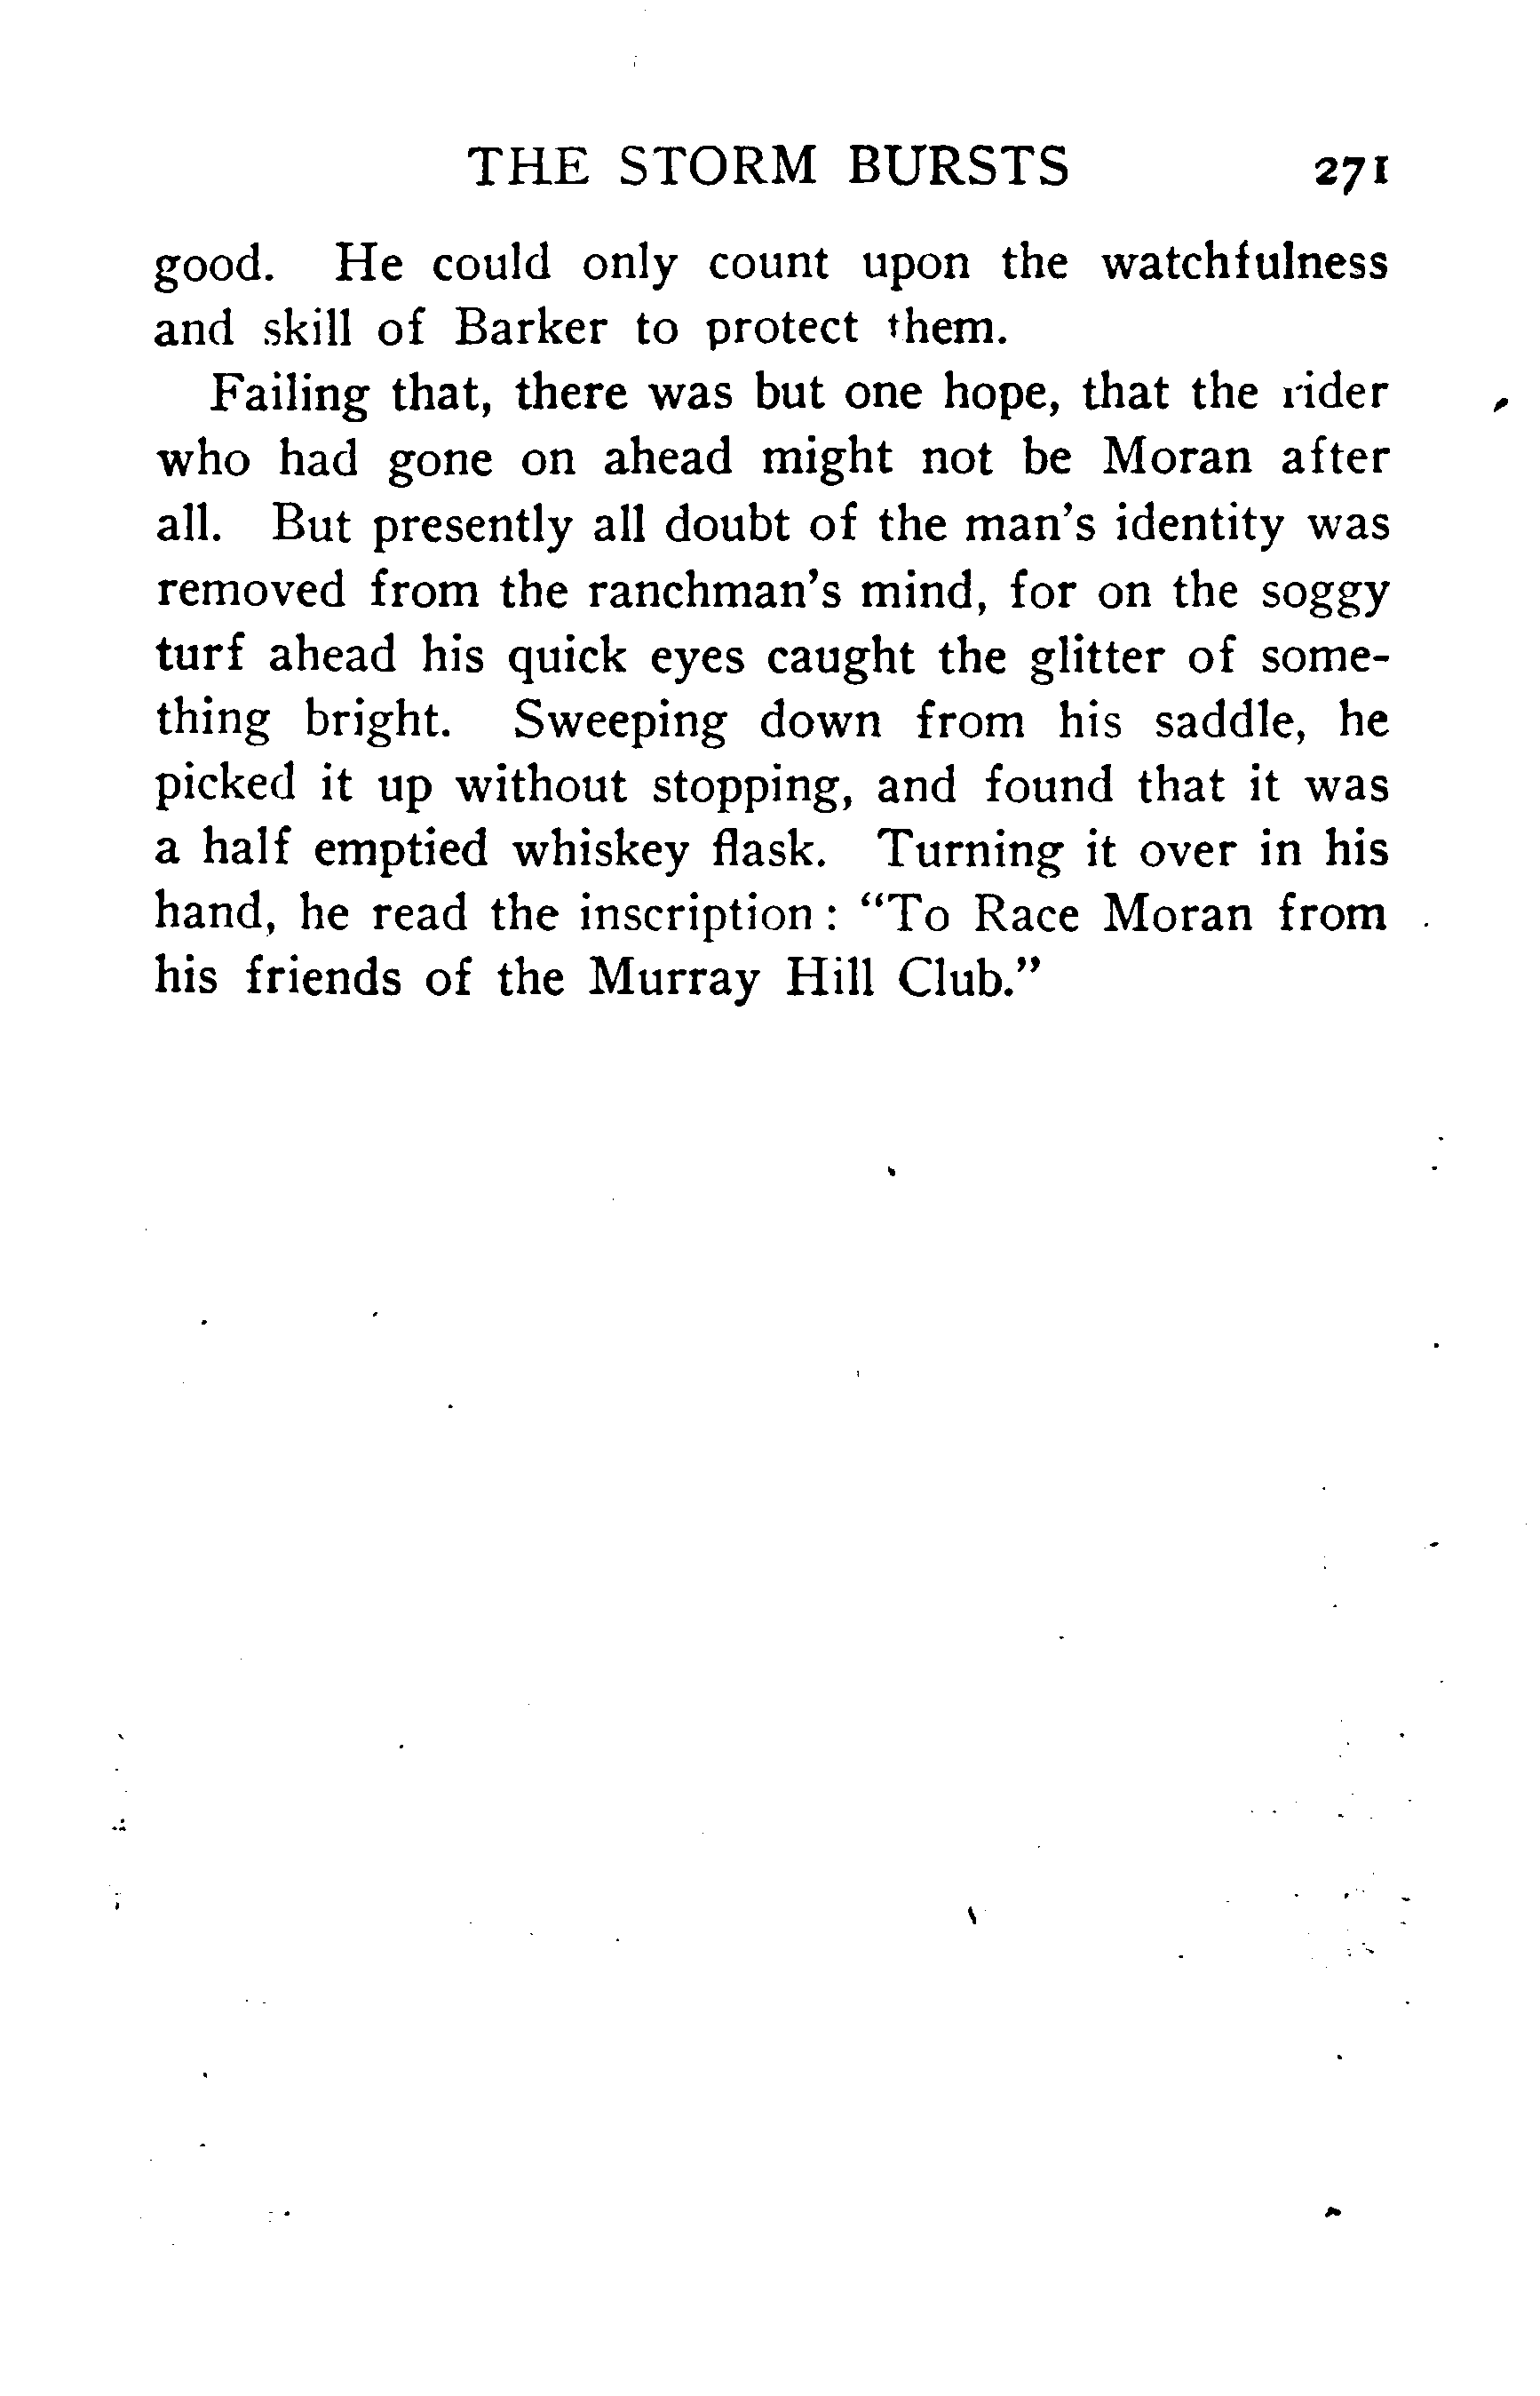 THE STORM BURSTS 271
good. He could only count upon the watchfulness
and skill of Barker to protect them.
Failing that, there was but one hope, that the rider
who had gone on ahead might not be Moran after
all. But presently all doubt of the man's identity was
removed from the ranchman's mind, for on the soggy
turf ahead his quick eyes caught the glitter of some-
thing bright. Sweeping down from his saddle, he
picked it up without stopping, and found that it was
a half emptied whiskey flask. Turning it over in his
hand, he read the inscription: "To Race Moran from
his friends of the Murray Hill Club."